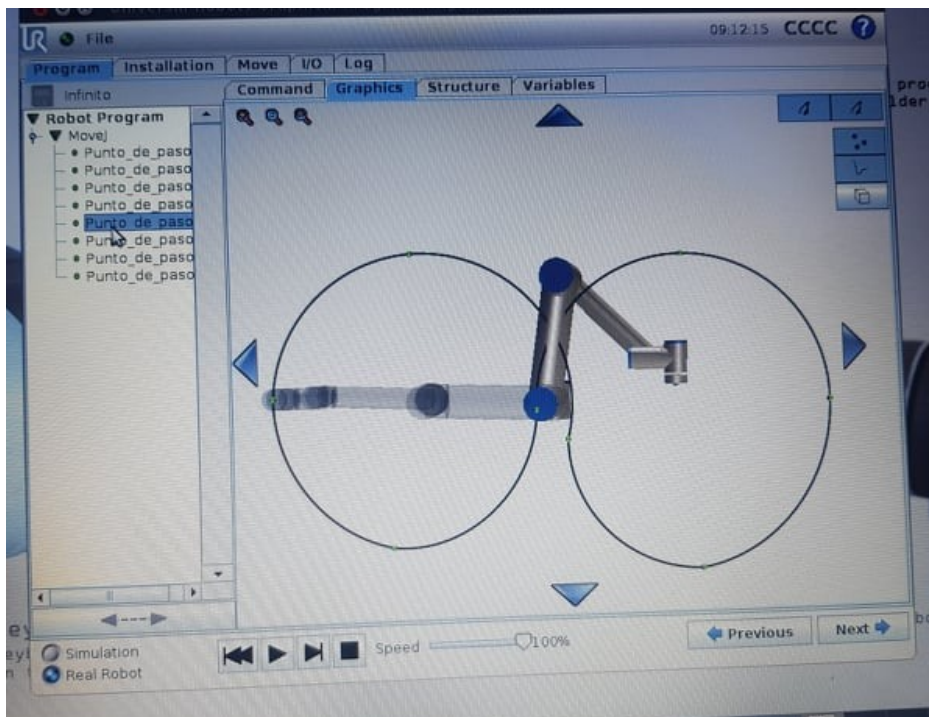 UR File 09:12:15 CCCC ?
Program Installation Move I/O Log
Infinito
Command Graphics Structure Variables
Robot Program
MoveJ
Punto_de_paso
Punto_de_paso
Punto_de_paso
Punto_de_paso
Punto_de_paso
Punto_de_paso
Punto_de_paso
Punto_de_paso
Simulation
Real Robot
Speed 100%
Previous Next